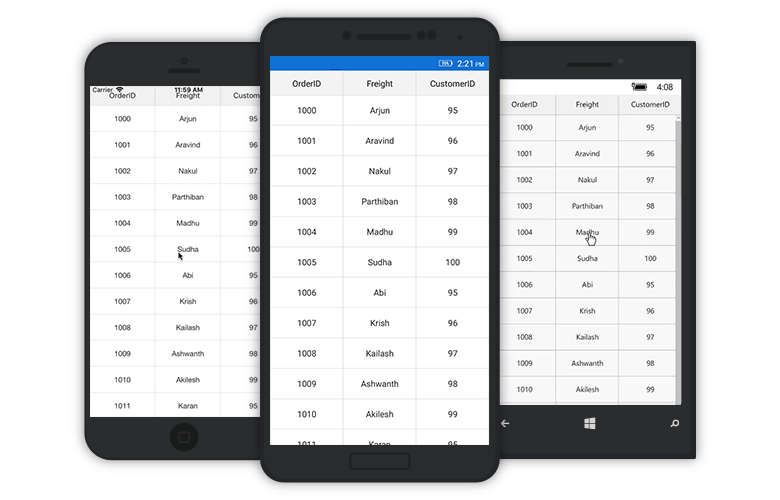 Carrier 11:59 AM
OrderID Freight Custom
1000 Arjun 95
1001 Aravind 96
1002 Nakul 97
1003 Parthiban 98
1004 Madhu 99
1005 Sudha 100
1006 Abi 95
1007 Krish 96
1008 Kailash 97
1009 Ashwanth 98
1010 Akilesh 99
1011 Karan 95
2:21 PM
OrderID Freight CustomerID
1000 Arjun 95
1001 Aravind 96
1002 Nakul 97
1003 Parthiban 98
1004 Madhu 99
1005 Sudha 100
1006 Abi 95
1007 Krish 96
1008 Kailash 97
1009 Ashwanth 98
1010 Akilesh 99
1011 Karan 95
4:08
OrderID Freight CustomerID
1000 Arjun 95
1001 Aravind 96
1002 Nakul 97
1003 Parthiban 98
1004 Madhu 99
1005 Sudha 100
1006 Abi 95
1007 Krish 96
1008 Kailash 97
1009 Ashwanth 98
1010 Akilesh 99